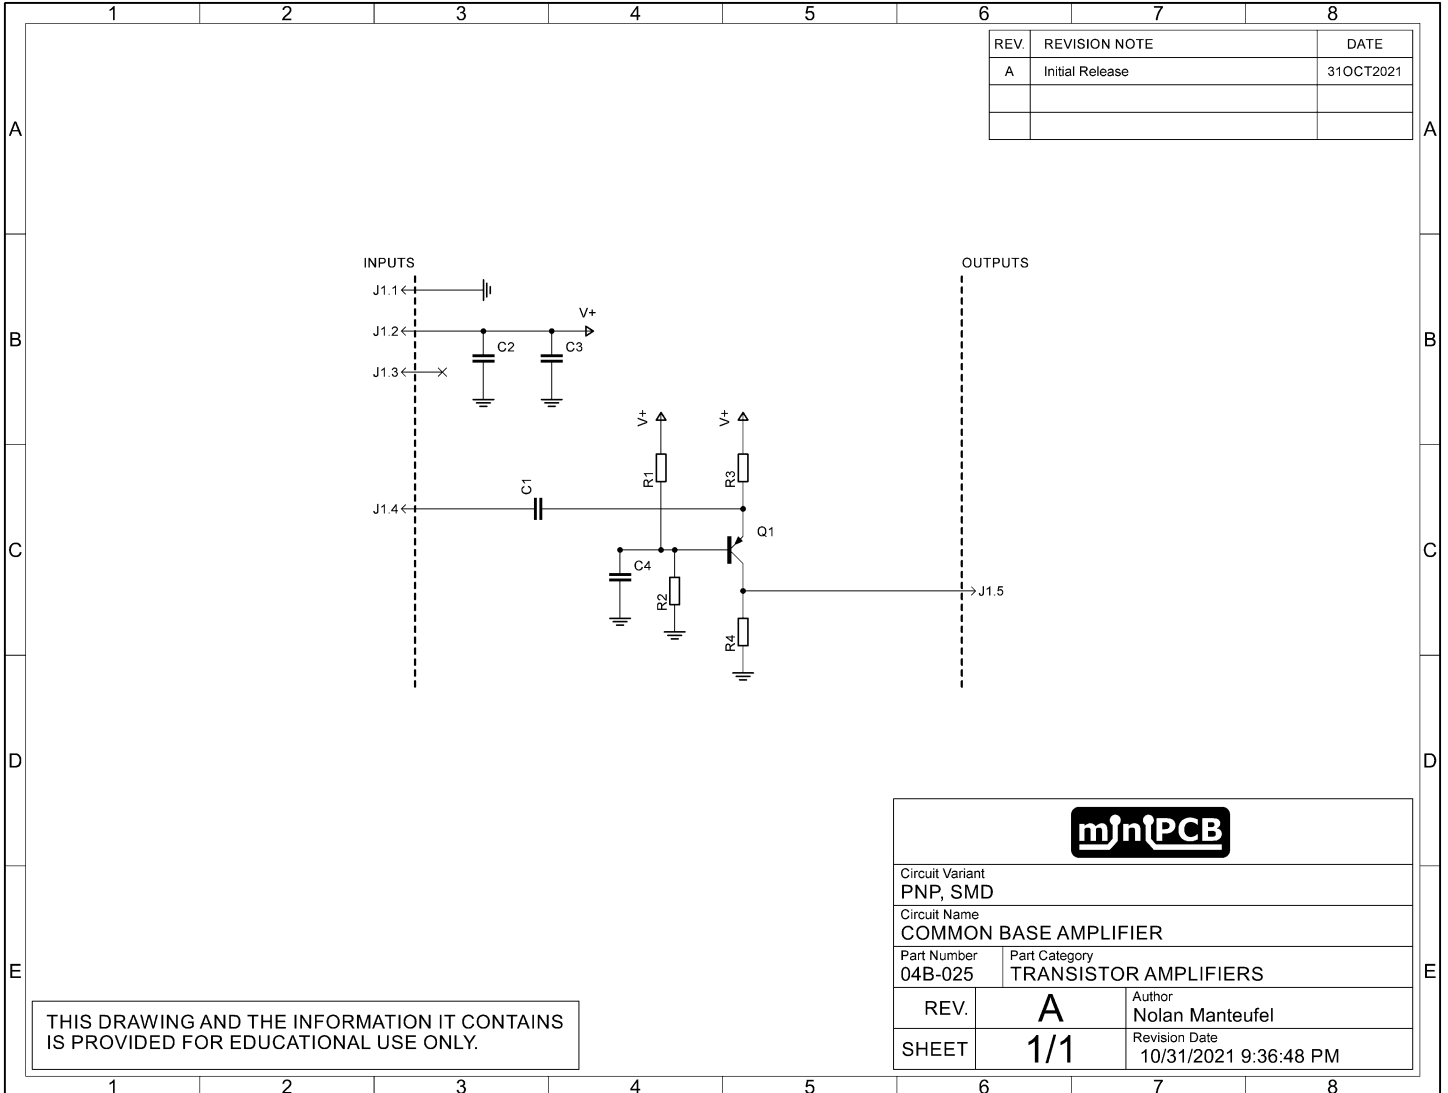 1 2 3 4 5 6 7 8
REV. REVISION NOTE DATE
A Initial Release 31OCT2021
A A
INPUTS OUTPUTS
J1.1
V+
J1.2
B B
C2 C3
J1.3
V+ V+
R1 R3
C1
J1.4
Q1
C C
C4
R2
J1.5
R4
D D
miniPCB
Circuit Variant
PNP, SMD
Circuit Name
COMMON BASE AMPLIFIER
Part Number Part Category
04B-025 TRANSISTOR AMPLIFIERS
E E
REV. A Author
Nolan Manteufel
SHEET 1/1 Revision Date
10/31/2021 9:36:48 PM
THIS DRAWING AND THE INFORMATION IT CONTAINS
IS PROVIDED FOR EDUCATIONAL USE ONLY.
1 2 3 4 5 6 7 8